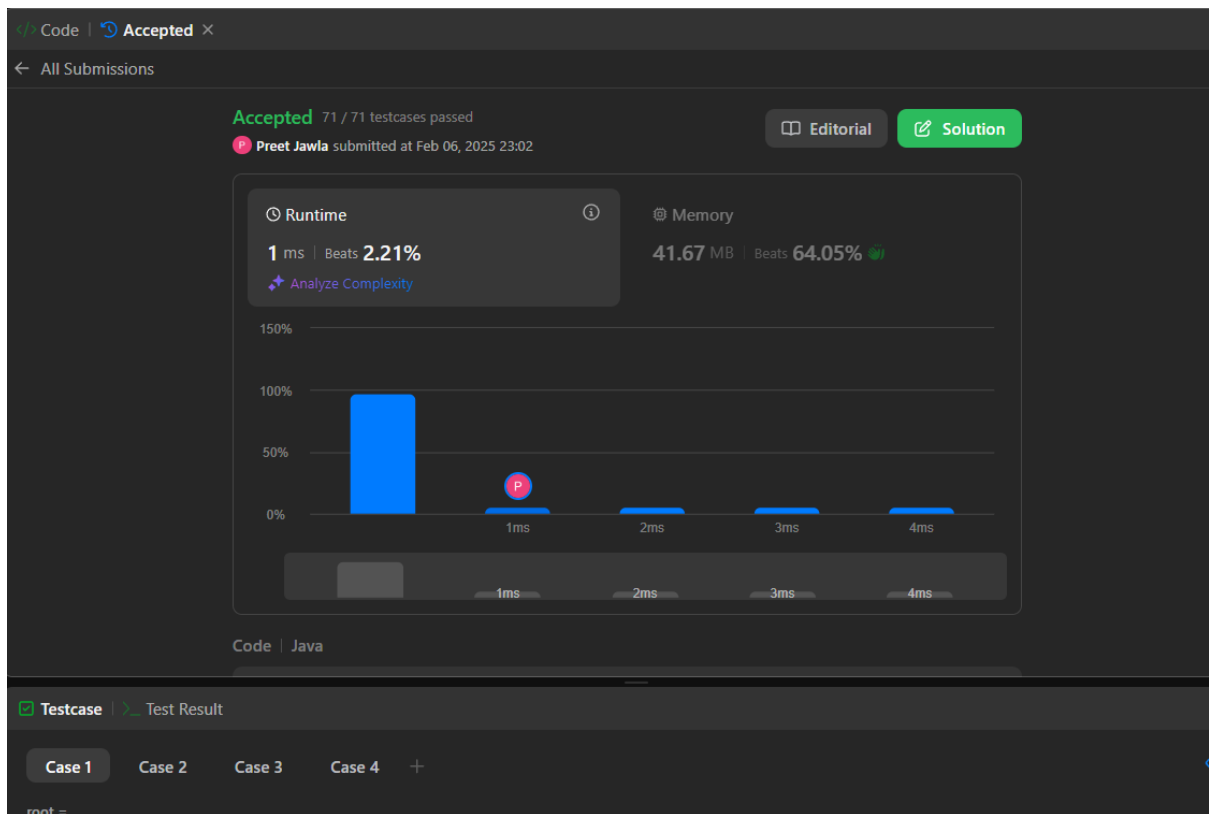 </> Code | Accepted ×
← All Submissions
Accepted 71 / 71 testcases passed
Editorial
Solution
P Preet Jawla submitted at Feb 06, 2025 23:02
Runtime
1 ms | Beats 2.21%
Analyze Complexity
Memory
41.67 MB | Beats 64.05%
150%
100%
50%
0%
P
1ms 2ms 3ms 4ms
1ms 2ms 3ms 4ms
Code | Java
Testcase | >_ Test Result
Case 1 Case 2 Case 3 Case 4 +
root =